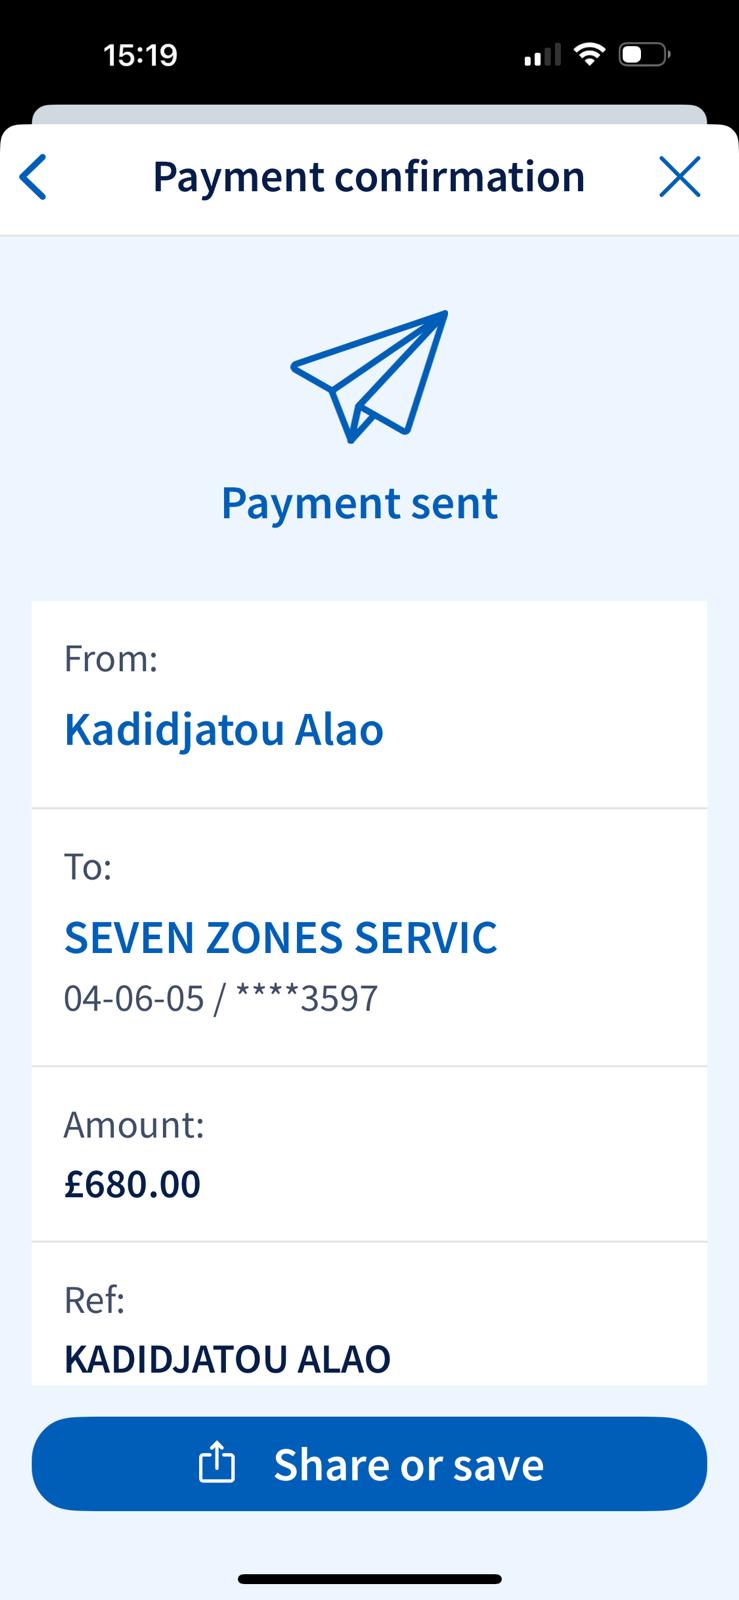 15:19
Payment confirmation
Payment sent
From:
Kadidjatou Alao
To:
SEVEN ZONES SERVIC
04-06-05 / ****3597
Amount:
£680.00
Ref:
KADIDJATOU ALAO
Share or save